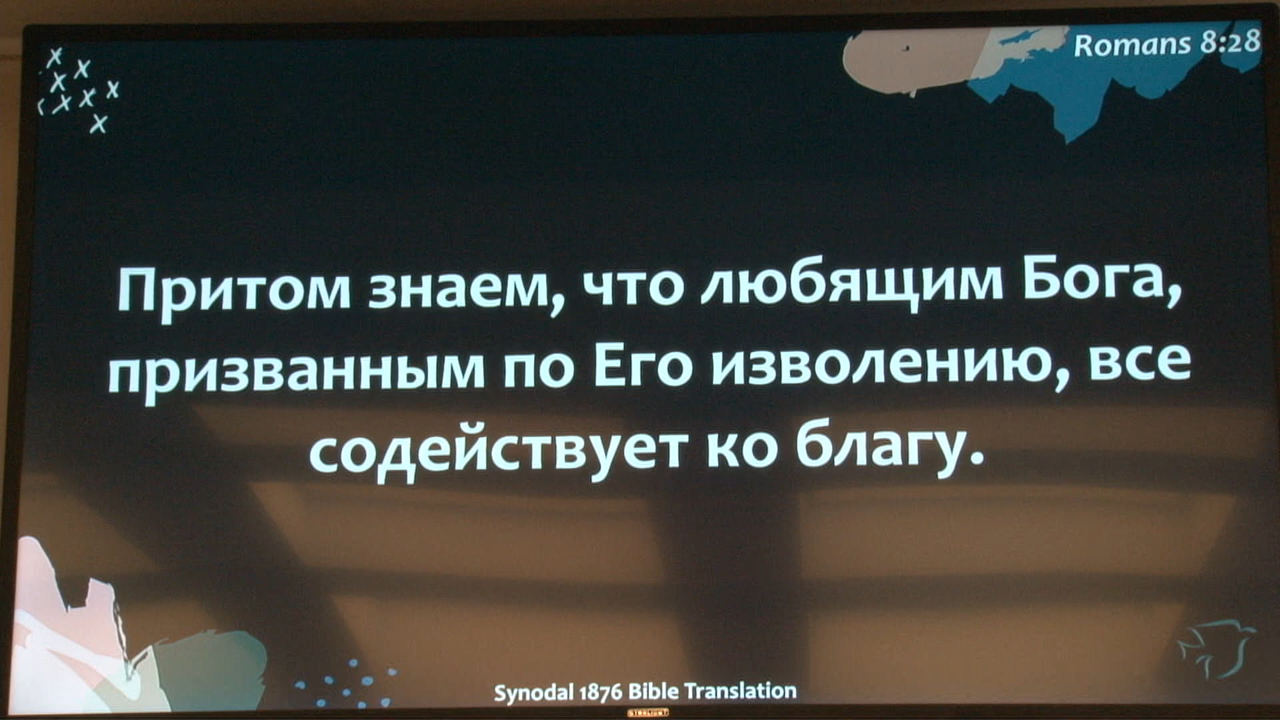 Romans 8:28
Притом знаем, что любящим Бога,
призванным по Его изволению, все
содействует ко благу.
Synodal 1876 Bible Translation
STARLIGHT